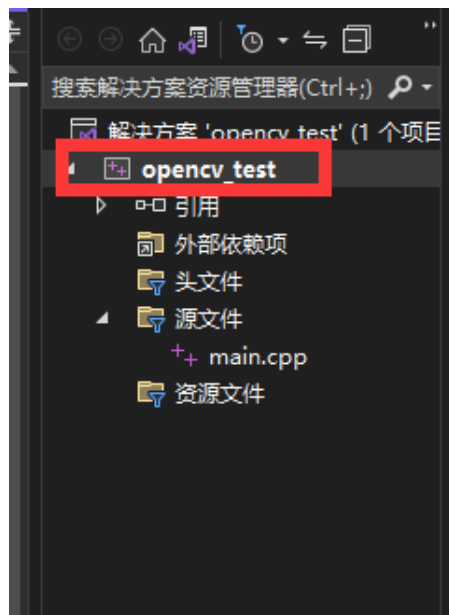 搜索解决方案资源管理器(Ctrl+;)
解决方案 'opencv_test' (1 个项目
opencv_test
引用
外部依赖项
头文件
源文件
main.cpp
资源文件